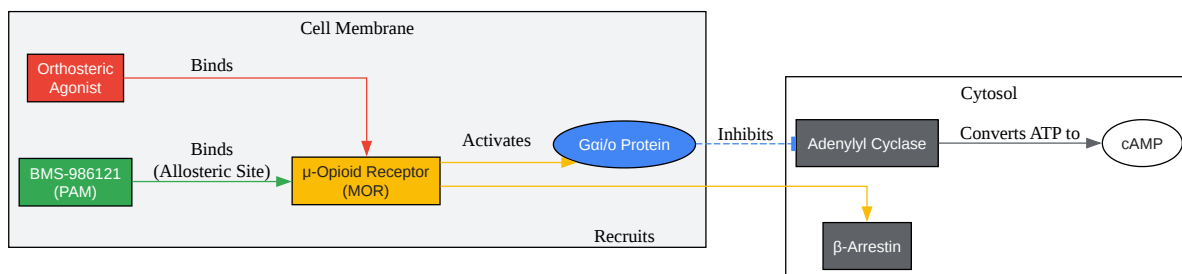 Cell Membrane
Orthosteric
Agonist
Binds
Cytosol
Activates
Gαi/o Protein
Inhibits
Adenylyl Cyclase
Converts ATP to
cAMP
Binds
(Allosteric Site)
BMS-986121
(PAM)
μ-Opioid Receptor
(MOR)
Recruits
β-Arrestin